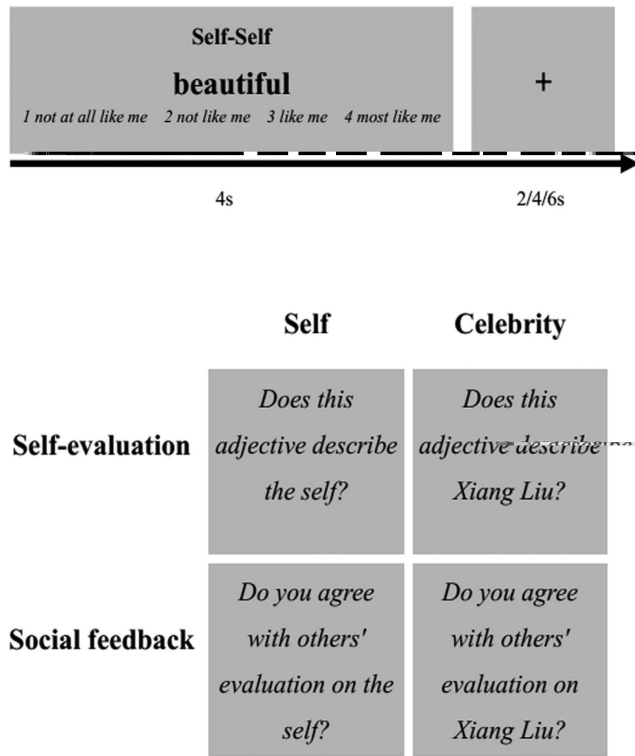 Self-Self
beautiful
+
1 not at all like me 2 not like me 3 like me 4 most like me
4s 2/4/6s
Self Celebrity
Self-evaluation
Does this
adjective describe
the self?
Does this
adjective describe
Xiang Liu?
Social feedback
Do you agree
with others'
evaluation on the
self?
Do you agree
with others'
evaluation on
Xiang Liu?